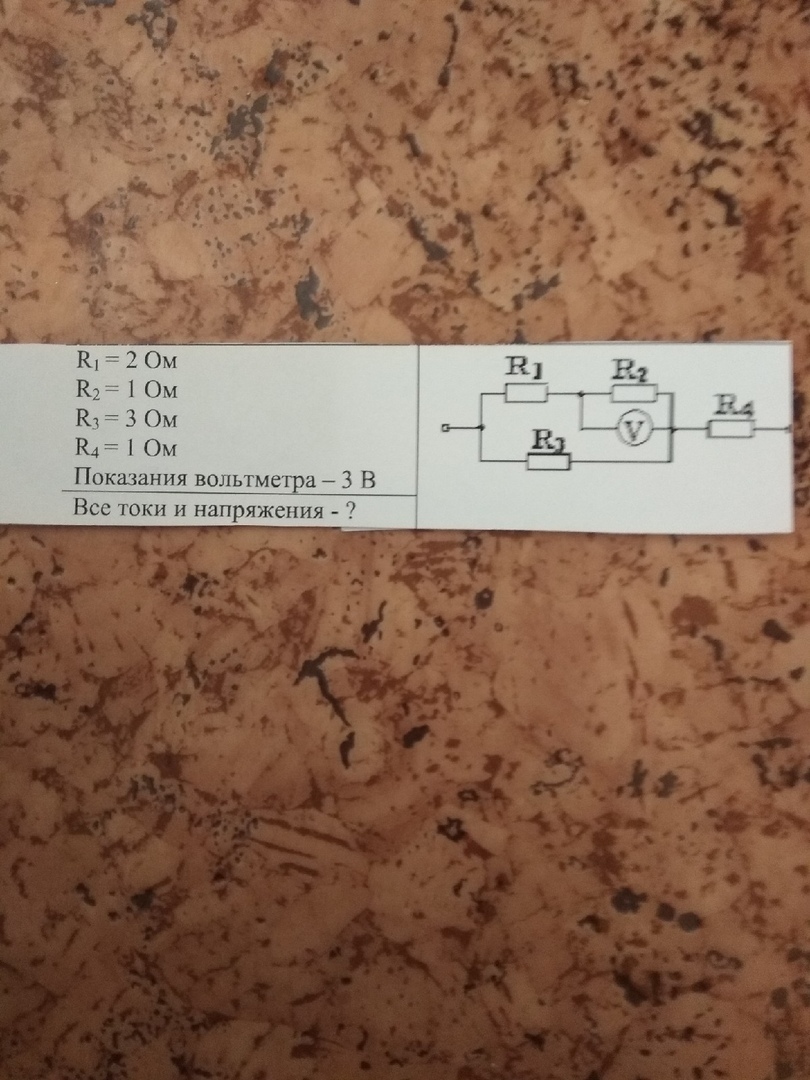 R₁ = 2 Ом
R₂ = 1 Ом
R₃ = 3 Ом
R₄ = 1 Ом
Показания вольтметра – 3 В
Все токи и напряжения - ?
R1
R2
V
R3
R4